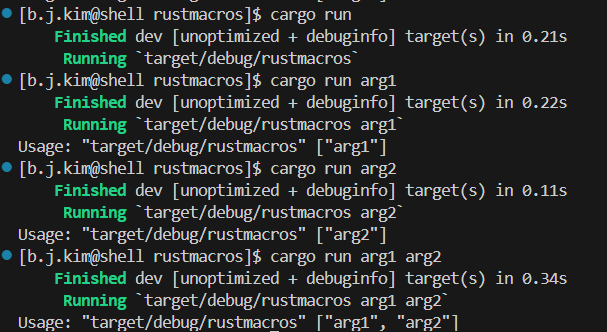 [b.j.kim@shell rustmacros]$ cargo run
    Finished dev [unoptimized + debuginfo] target(s) in 0.21s
     Running `target/debug/rustmacros`
[b.j.kim@shell rustmacros]$ cargo run arg1
    Finished dev [unoptimized + debuginfo] target(s) in 0.22s
     Running `target/debug/rustmacros arg1`
Usage: "target/debug/rustmacros" ["arg1"]
[b.j.kim@shell rustmacros]$ cargo run arg2
    Finished dev [unoptimized + debuginfo] target(s) in 0.11s
     Running `target/debug/rustmacros arg2`
Usage: "target/debug/rustmacros" ["arg2"]
[b.j.kim@shell rustmacros]$ cargo run arg1 arg2
    Finished dev [unoptimized + debuginfo] target(s) in 0.34s
     Running `target/debug/rustmacros arg1 arg2`
Usage: "target/debug/rustmacros" ["arg1", "arg2"]